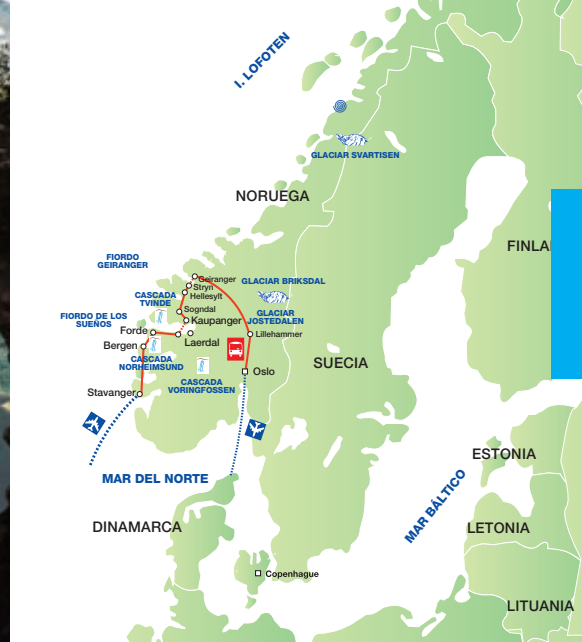 I. LOFOTEN
GLACIAR SVARTISEN
NORUEGA
FIORDO
GEIRANGER
Geiranger
GLACIAR BRIKSDAL
Stryn
Hellesylt
CASCADA
TVINDE
Sogndal
GLACIAR
JOSTEDALEN
FIORDO DE LOS
SUENOS
Kaupanger
Forde
Lillehammer
Laerdal
Bergen
CASCADA
NORHEIMSUND
SUECIA
Oslo
CASCADA
VORINGFOSSEN
Stavanger
MAR DEL NORTE
ESTONIA
MAR BÁLTICO
DINAMARCA
LETONIA
Copenhague
LITUANIA